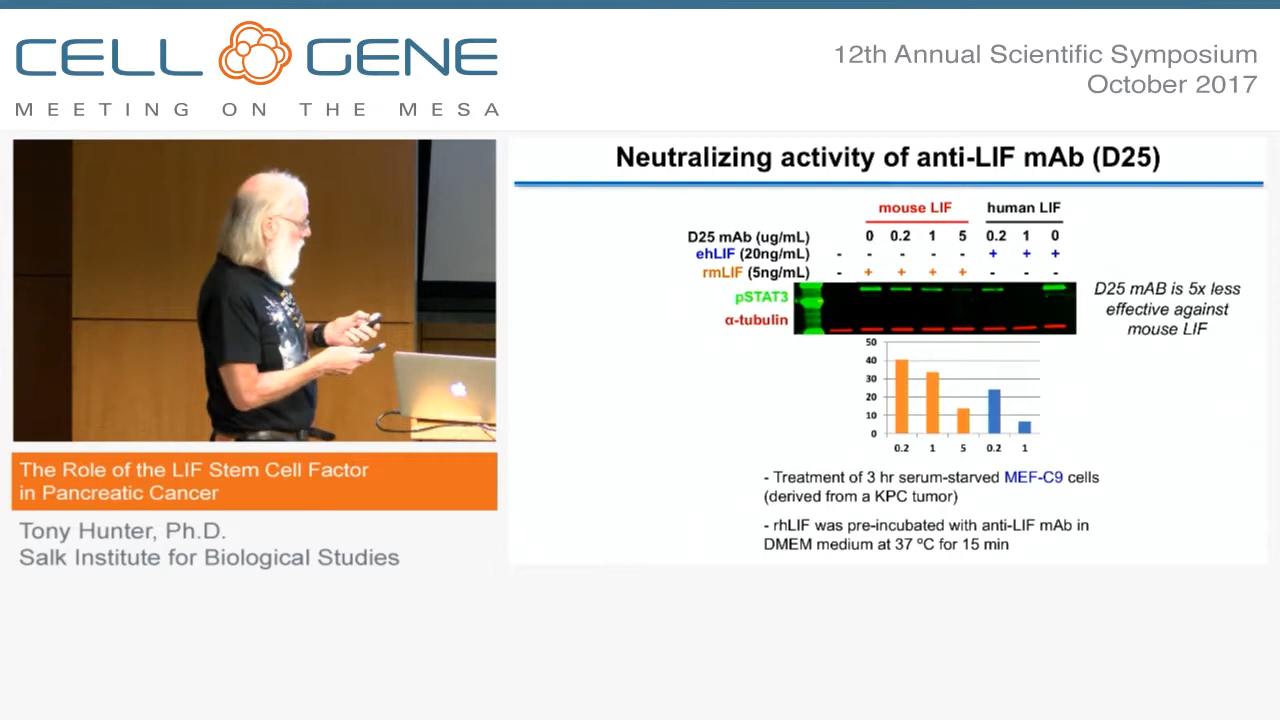 CELL GENE
MEETING ON THE MESA
12th Annual Scientific Symposium
October 2017
The Role of the LIF Stem Cell Factor
in Pancreatic Cancer
Tony Hunter, Ph.D.
Salk Institute for Biological Studies
Neutralizing activity of anti-LIF mAb (D25)
mouse LIF human LIF
D25 mAb (ug/mL) 0 0.2 1 5 0.2 1 0
ehLIF (20ng/mL) - - - - - + + +
rmLIF (5ng/mL) - + + + + - - -
pSTAT3
α-tubulin
D25 mAB is 5x less
effective against
mouse LIF
50
40
30
20
10
0
0.2 1 5 0.2 1
- Treatment of 3 hr serum-starved MEF-C9 cells
(derived from a KPC tumor)
- rhLIF was pre-incubated with anti-LIF mAb in
DMEM medium at 37 ºC for 15 min